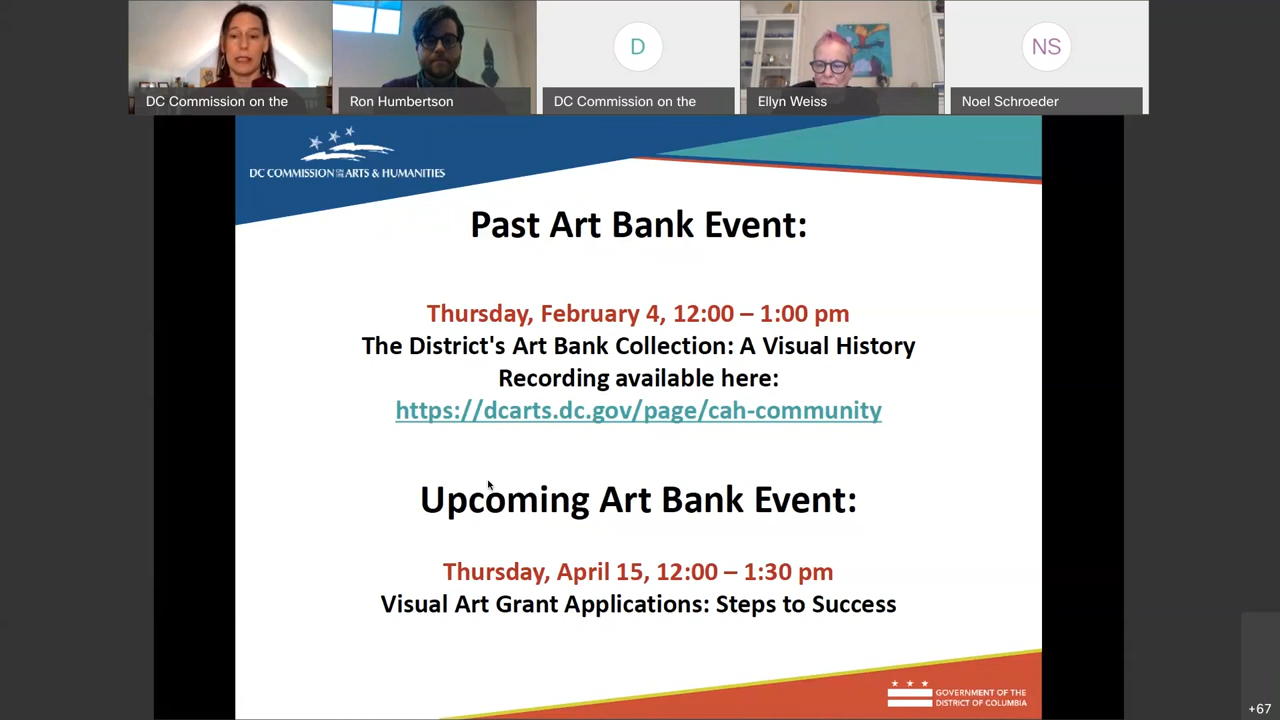 D
NS
DC Commission on the
Ron Humbertson
DC Commission on the
Ellyn Weiss
Noel Schroeder
DC COMMISSION ON THE ARTS & HUMANITIES
Past Art Bank Event:
Thursday, February 4, 12:00 – 1:00 pm
The District's Art Bank Collection: A Visual History
Recording available here:
https://dcarts.dc.gov/page/cah-community
Upcoming Art Bank Event:
Thursday, April 15, 12:00 – 1:30 pm
Visual Art Grant Applications: Steps to Success
GOVERNMENT OF THE
DISTRICT OF COLUMBIA
+67